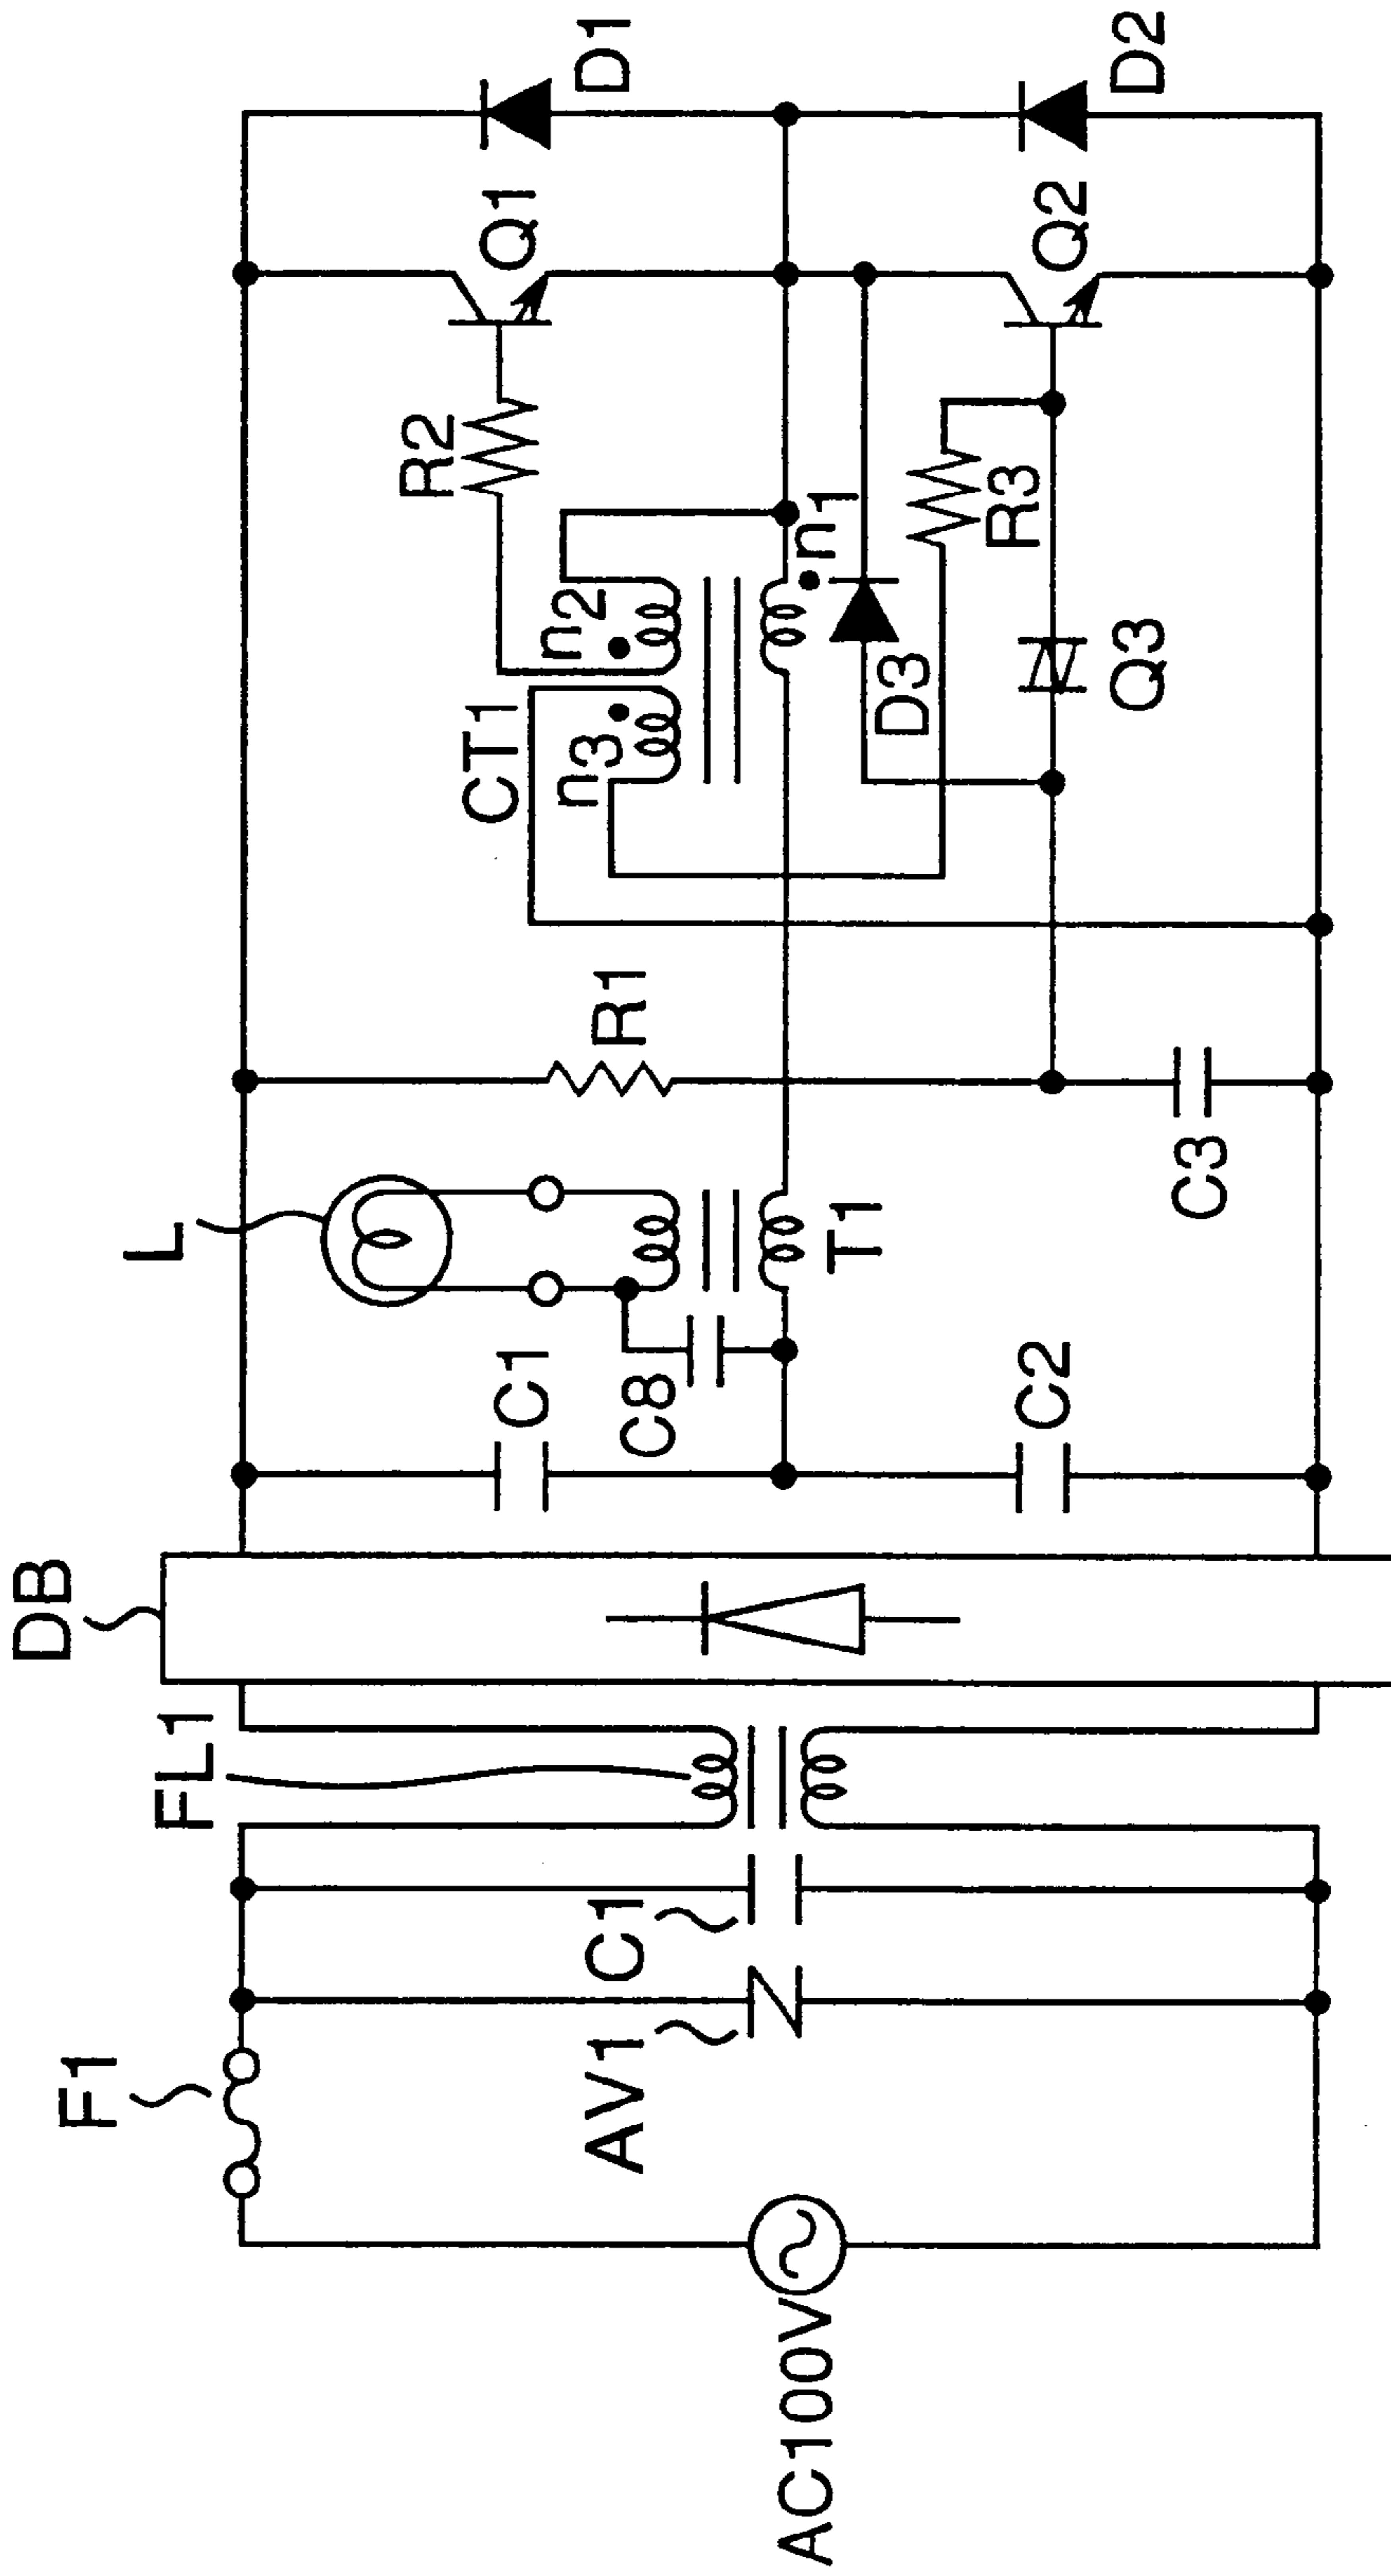 AC100V
F1
AV1
C1
FL1
DB
C1
C8
C2
L
T1
R1
C3
CT1
n3
n2
n1
R2
D3
Q3
R3
Q1
Q2
D1
D2